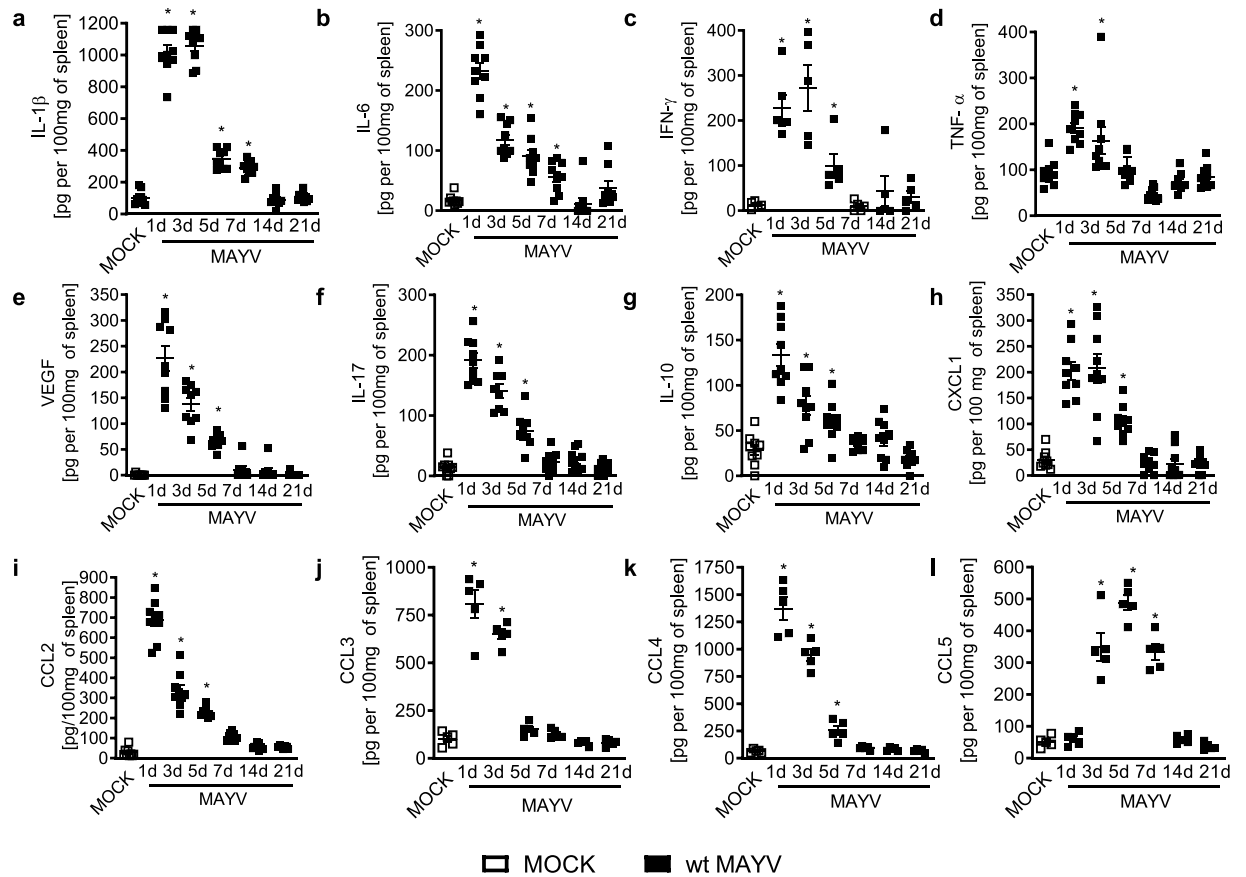 a
IL-1β
[pg per 100mg of spleen]
1200
1000
800
600
400
200
0
* * * *
MOCK 1d 3d 5d 7d 14d 21d
MAYV
b
IL-6
[pg per 100mg of spleen]
300
200
100
0
* * * *
MOCK 1d 3d 5d 7d 14d 21d
MAYV
c
IFN-γ
[pg per 100mg of spleen]
400
300
200
100
0
* * *
MOCK 1d 3d 5d 7d 14d 21d
MAYV
d
TNF- α
[pg per 100mg of spleen]
400
300
200
100
0
* *
MOCK 1d 3d 5d 7d 14d 21d
MAYV
e
VEGF
[pg per 100mg of spleen]
350
300
250
200
150
100
50
0
* * *
MOCK 1d 3d 5d 7d 14d 21d
MAYV
f
IL-17
[pg per 100mg of spleen]
300
200
100
0
* * *
MOCK 1d 3d 5d 7d 14d 21d
MAYV
g
IL-10
[pg per 100mg of spleen]
200
150
100
50
0
* * *
MOCK 1d 3d 5d 7d 14d 21d
MAYV
h
CXCL1
[pg per 100 mg of spleen]
350
300
250
200
150
100
50
0
* * *
MOCK 1d 3d 5d 7d 14d 21d
MAYV
i
CCL2
[pg/100mg of spleen]
900
800
700
600
500
400
300
200
100
0
* * *
MOCK 1d 3d 5d 7d 14d 21d
MAYV
j
CCL3
[pg per 100mg of spleen]
1000
750
500
250
0
* *
MOCK 1d 3d 5d 7d 14d 21d
MAYV
k
CCL4
[pg per 100mg of spleen]
1750
1500
1250
1000
750
500
250
0
* * *
MOCK 1d 3d 5d 7d 14d 21d
MAYV
l
CCL5
[pg per 100mg of spleen]
600
500
400
300
200
100
0
* * *
MOCK 1d 3d 5d 7d 14d 21d
MAYV
MOCK wt MAYV